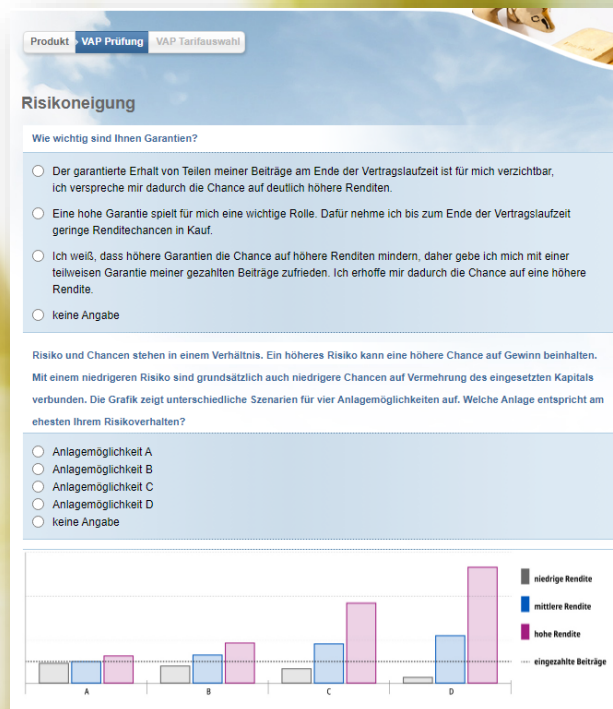 Produkt VAP Prüfung VAP Tarifauswahl
Risikoneigung
Wie wichtig sind Ihnen Garantien?
Der garantierte Erhalt von Teilen meiner Beiträge am Ende der Vertragslaufzeit ist für mich verzichtbar,
ich verspreche mir dadurch die Chance auf deutlich höhere Renditen.
Eine hohe Garantie spielt für mich eine wichtige Rolle. Dafür nehme ich bis zum Ende der Vertragslaufzeit
geringe Renditechancen in Kauf.
Ich weiß, dass höhere Garantien die Chance auf höhere Renditen mindern, daher gebe ich mich mit einer
teilweisen Garantie meiner gezahlten Beiträge zufrieden. Ich erhoffe mir dadurch die Chance auf eine höhere
Rendite.
keine Angabe
Risiko und Chancen stehen in einem Verhältnis. Ein höheres Risiko kann eine höhere Chance auf Gewinn beinhalten.
Mit einem niedrigeren Risiko sind grundsätzlich auch niedrigere Chancen auf Vermehrung des eingesetzten Kapitals
verbunden. Die Grafik zeigt unterschiedliche Szenarien für vier Anlagemöglichkeiten auf. Welche Anlage entspricht am
ehesten Ihrem Risikoverhalten?
Anlagemöglichkeit A
Anlagemöglichkeit B
Anlagemöglichkeit C
Anlagemöglichkeit D
keine Angabe
niedrige Rendite
mittlere Rendite
hohe Rendite
eingezahlte Beiträge
A B C D